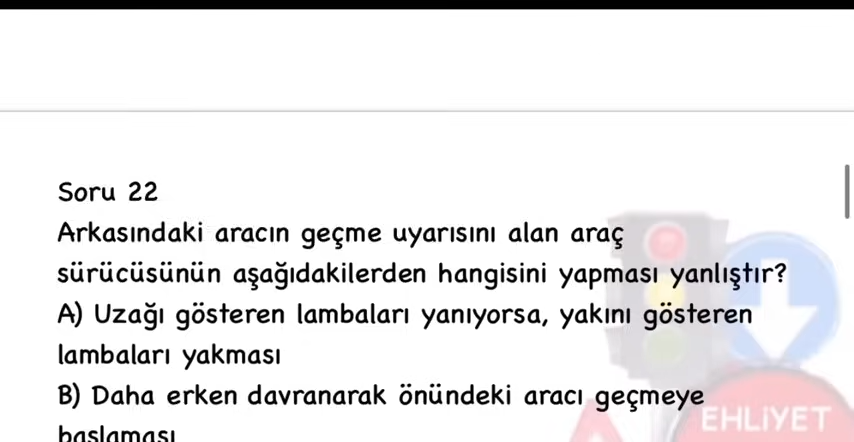 Soru 22
Arkasındaki aracın geçme uyarısını alan araç
sürücüsünün aşağıdakilerden hangisini yapması yanlıştır?
A) Uzağı gösteren lambaları yanıyorsa, yakını gösteren
lambaları yakması
B) Daha erken davranarak önündeki aracı geçmeye
başlaması
EHLİYET